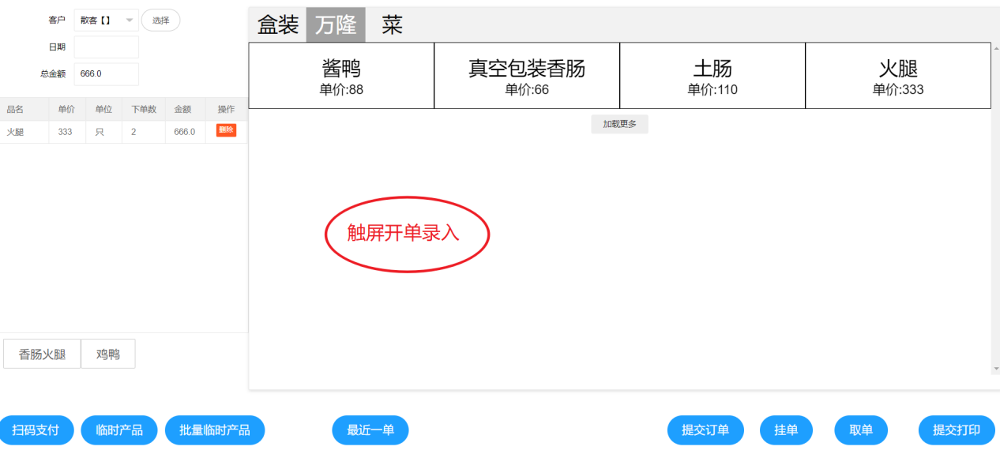 客户 散客【】 选择
日期
总金额 666.0
品名 单价 单位 下单数 金额 操作
火腿 333 只 2 666.0 删除
香肠火腿 鸡鸭
盒装 万隆 菜
酱鸭 真空包装香肠 土肠 火腿
单价:88 单价:66 单价:110 单价:333
加载更多
触屏开单录入
扫码支付 临时产品 批量临时产品 最近一单 提交订单 挂单 取单 提交打印